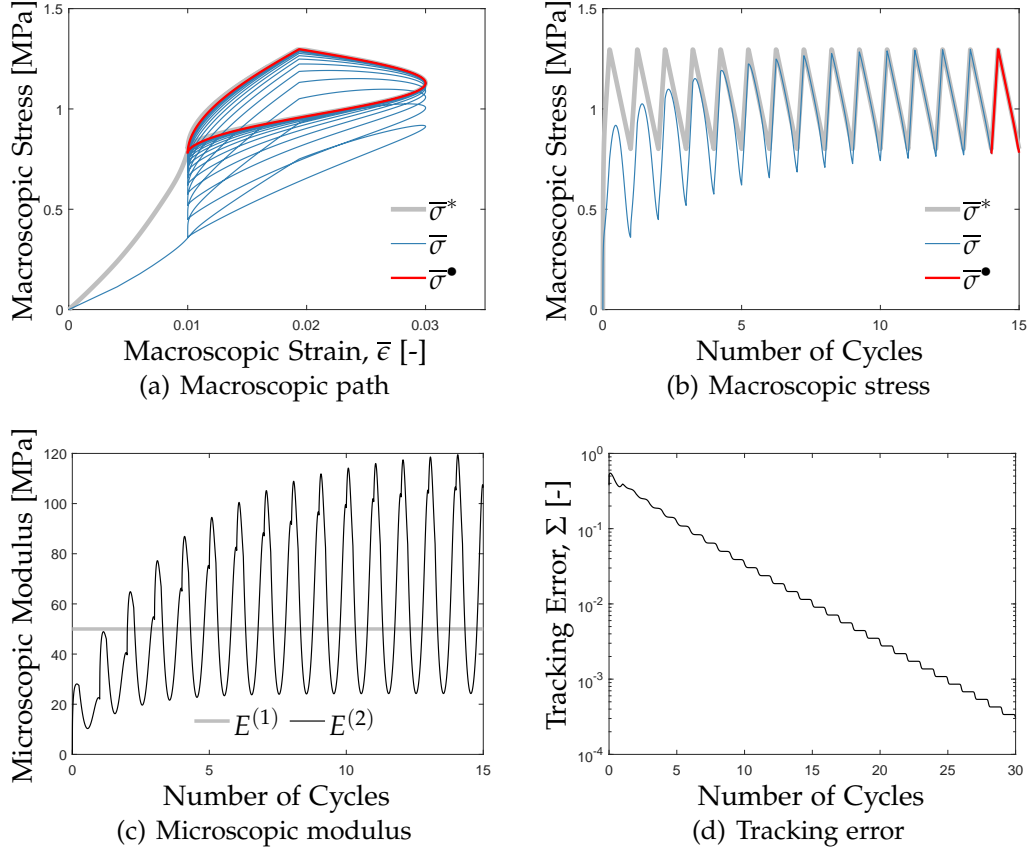 Macroscopic Stress [MPa]
1.5
1
0.5
0
0
0.01
0.02
0.03
σ̅*
σ̅
σ̅●
Macroscopic Strain, ε̅ [-]
(a) Macroscopic path
Macroscopic Stress [MPa]
1.5
1
0.5
0
0
5
10
15
σ̅*
σ̅
σ̅●
Number of Cycles
(b) Macroscopic stress
Microscopic Modulus [MPa]
120
100
80
60
40
20
0
0
5
10
15
E(1) E(2)
Number of Cycles
(c) Microscopic modulus
Tracking Error, Σ [-]
10⁰
10⁻¹
10⁻²
10⁻³
10⁻⁴
0
5
10
15
20
25
30
Number of Cycles
(d) Tracking error